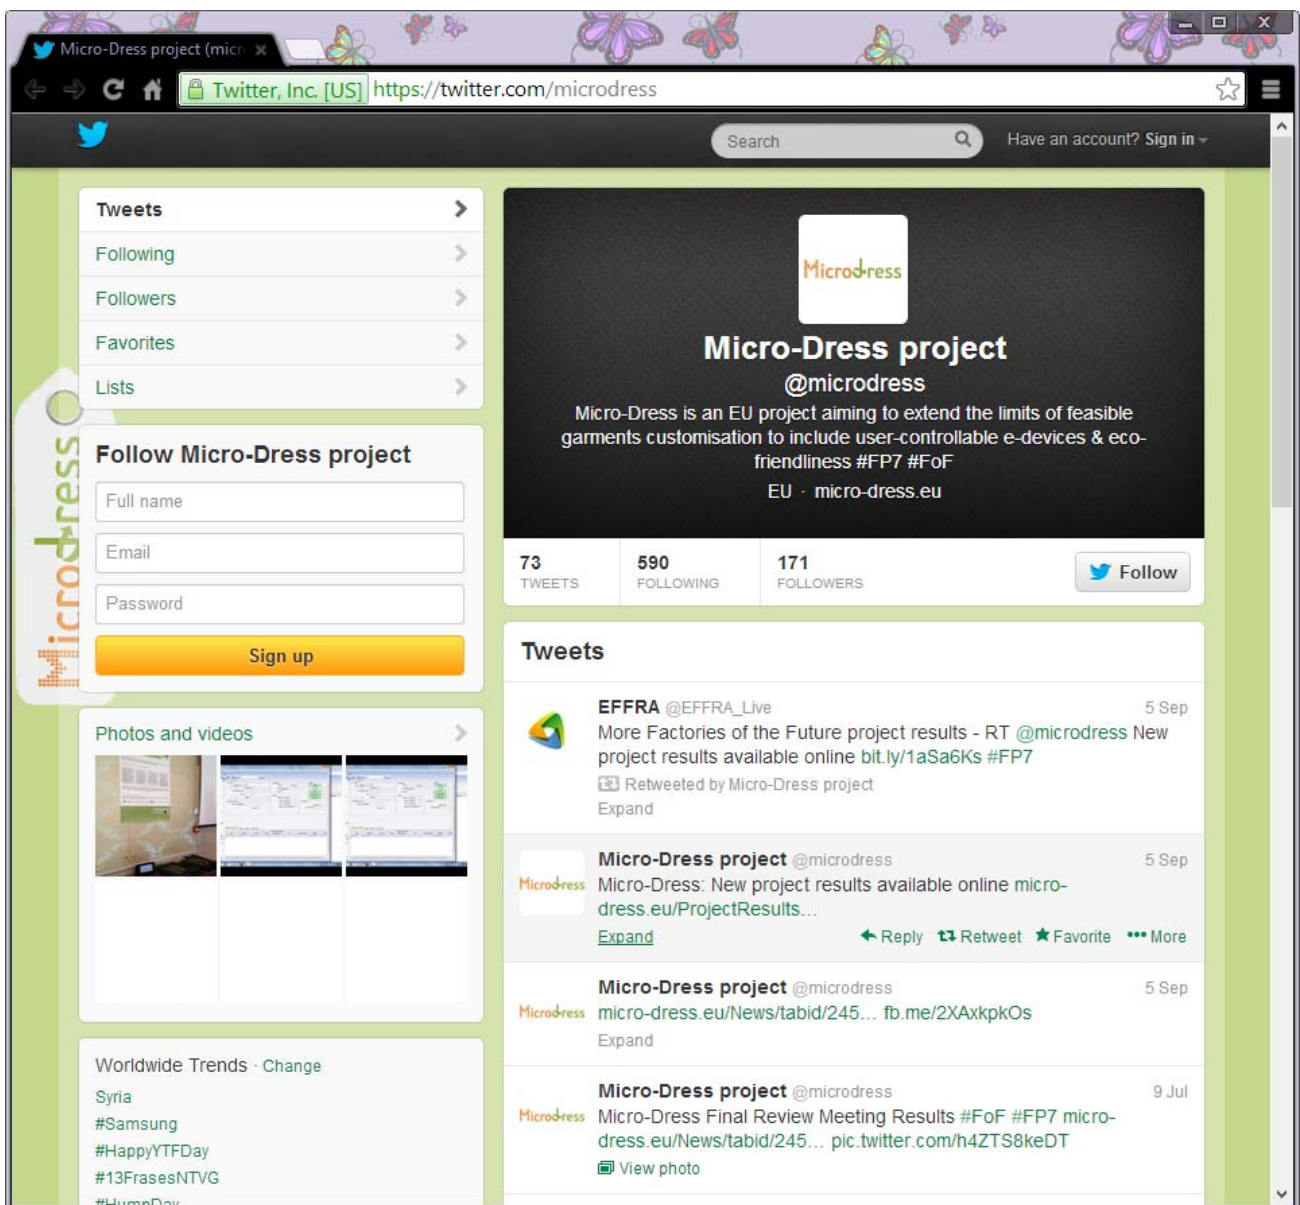 Micro-Dress project (micr
Twitter, Inc. [US] https://twitter.com/microdress
Search
Have an account? Sign in
Tweets
Following
Followers
Favorites
Lists
Microdress
Follow Micro-Dress project
Full name
Email
Password
Sign up
Photos and videos
Worldwide Trends · Change
Syria
#Samsung
#HappyYTFDay
#13FrasesNTVG
#HumpDay
Microdress
Micro-Dress project
@microdress
Micro-Dress is an EU project aiming to extend the limits of feasible
garments customisation to include user-controllable e-devices & eco-
friendliness #FP7 #FoF
EU · micro-dress.eu
73 590 171
TWEETS FOLLOWING FOLLOWERS
Follow
Tweets
EFFRA @EFFRA_Live 5 Sep
More Factories of the Future project results - RT @microdress New
project results available online bit.ly/1aSa6Ks #FP7
Retweeted by Micro-Dress project
Expand
Microdress
Micro-Dress project @microdress 5 Sep
Micro-Dress: New project results available online micro-
dress.eu/ProjectResults…
Expand Reply Retweet Favorite More
Microdress
Micro-Dress project @microdress 5 Sep
micro-dress.eu/News/tabid/245… fb.me/2XAxkpkOs
Expand
Microdress
Micro-Dress project @microdress 9 Jul
Micro-Dress Final Review Meeting Results #FoF #FP7 micro-
dress.eu/News/tabid/245… pic.twitter.com/h4ZTS8keDT
View photo